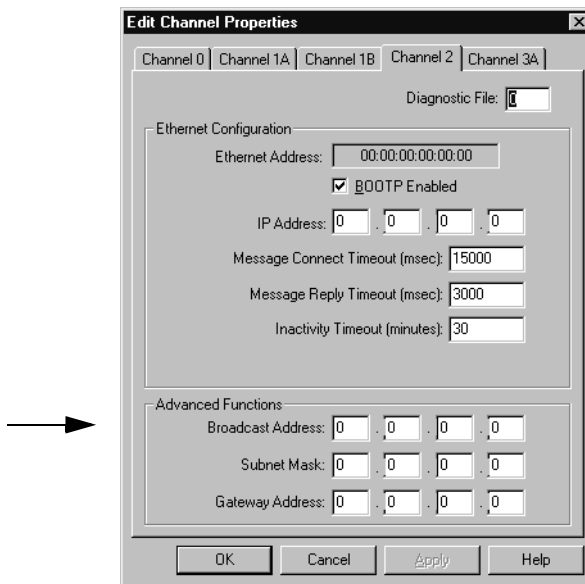 Edit Channel Properties
Channel 0 Channel 1A Channel 1B Channel 2 Channel 3A
Diagnostic File: 0
Ethernet Configuration
Ethernet Address: 00:00:00:00:00:00
BOOTP Enabled
IP Address: 0 . 0 . 0 . 0
Message Connect Timeout (msec): 15000
Message Reply Timeout (msec): 3000
Inactivity Timeout (minutes): 30
Advanced Functions
Broadcast Address: 0 . 0 . 0 . 0
Subnet Mask: 0 . 0 . 0 . 0
Gateway Address: 0 . 0 . 0 . 0
OK Cancel Apply Help